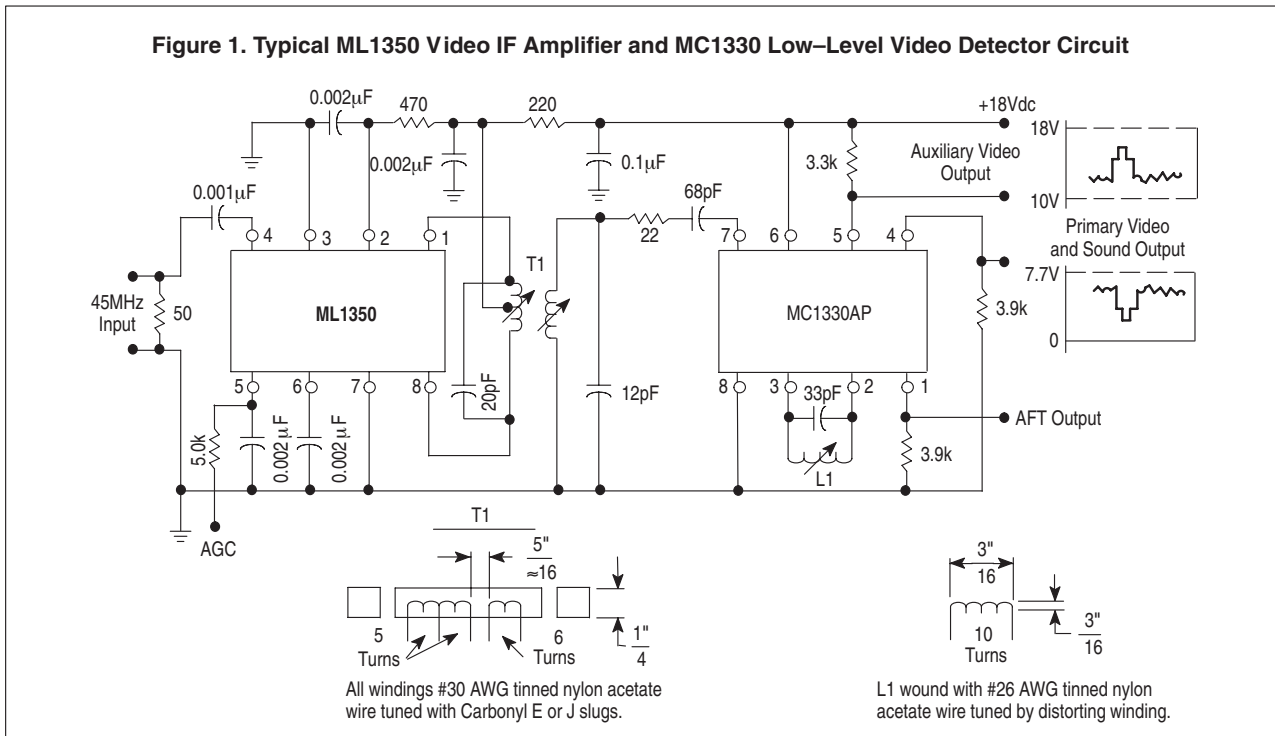 Figure 1. Typical ML1350 Video IF Amplifier and MC1330 Low–Level Video Detector Circuit
0.002µF
470
220
+18Vdc
18V
0.002µF
0.1µF
3.3k
Auxiliary Video
Output
10V
0.001µF
68pF
22
4
3
2
1
7
6
5
4
Primary Video
and Sound Output
7.7V
0
T1
45MHz
Input
50
ML1350
MC1330AP
3.9k
5
6
7
8
20pF
12pF
8
3
2
1
33pF
L1
AFT Output
3.9k
5.0k
0.002 µF
0.002 µF
AGC
T1
5"
≈16
5
Turns
6
Turns
1"
4
All windings #30 AWG tinned nylon acetate
wire tuned with Carbonyl E or J slugs.
3"
16
10
Turns
3"
16
L1 wound with #26 AWG tinned nylon
acetate wire tuned by distorting winding.